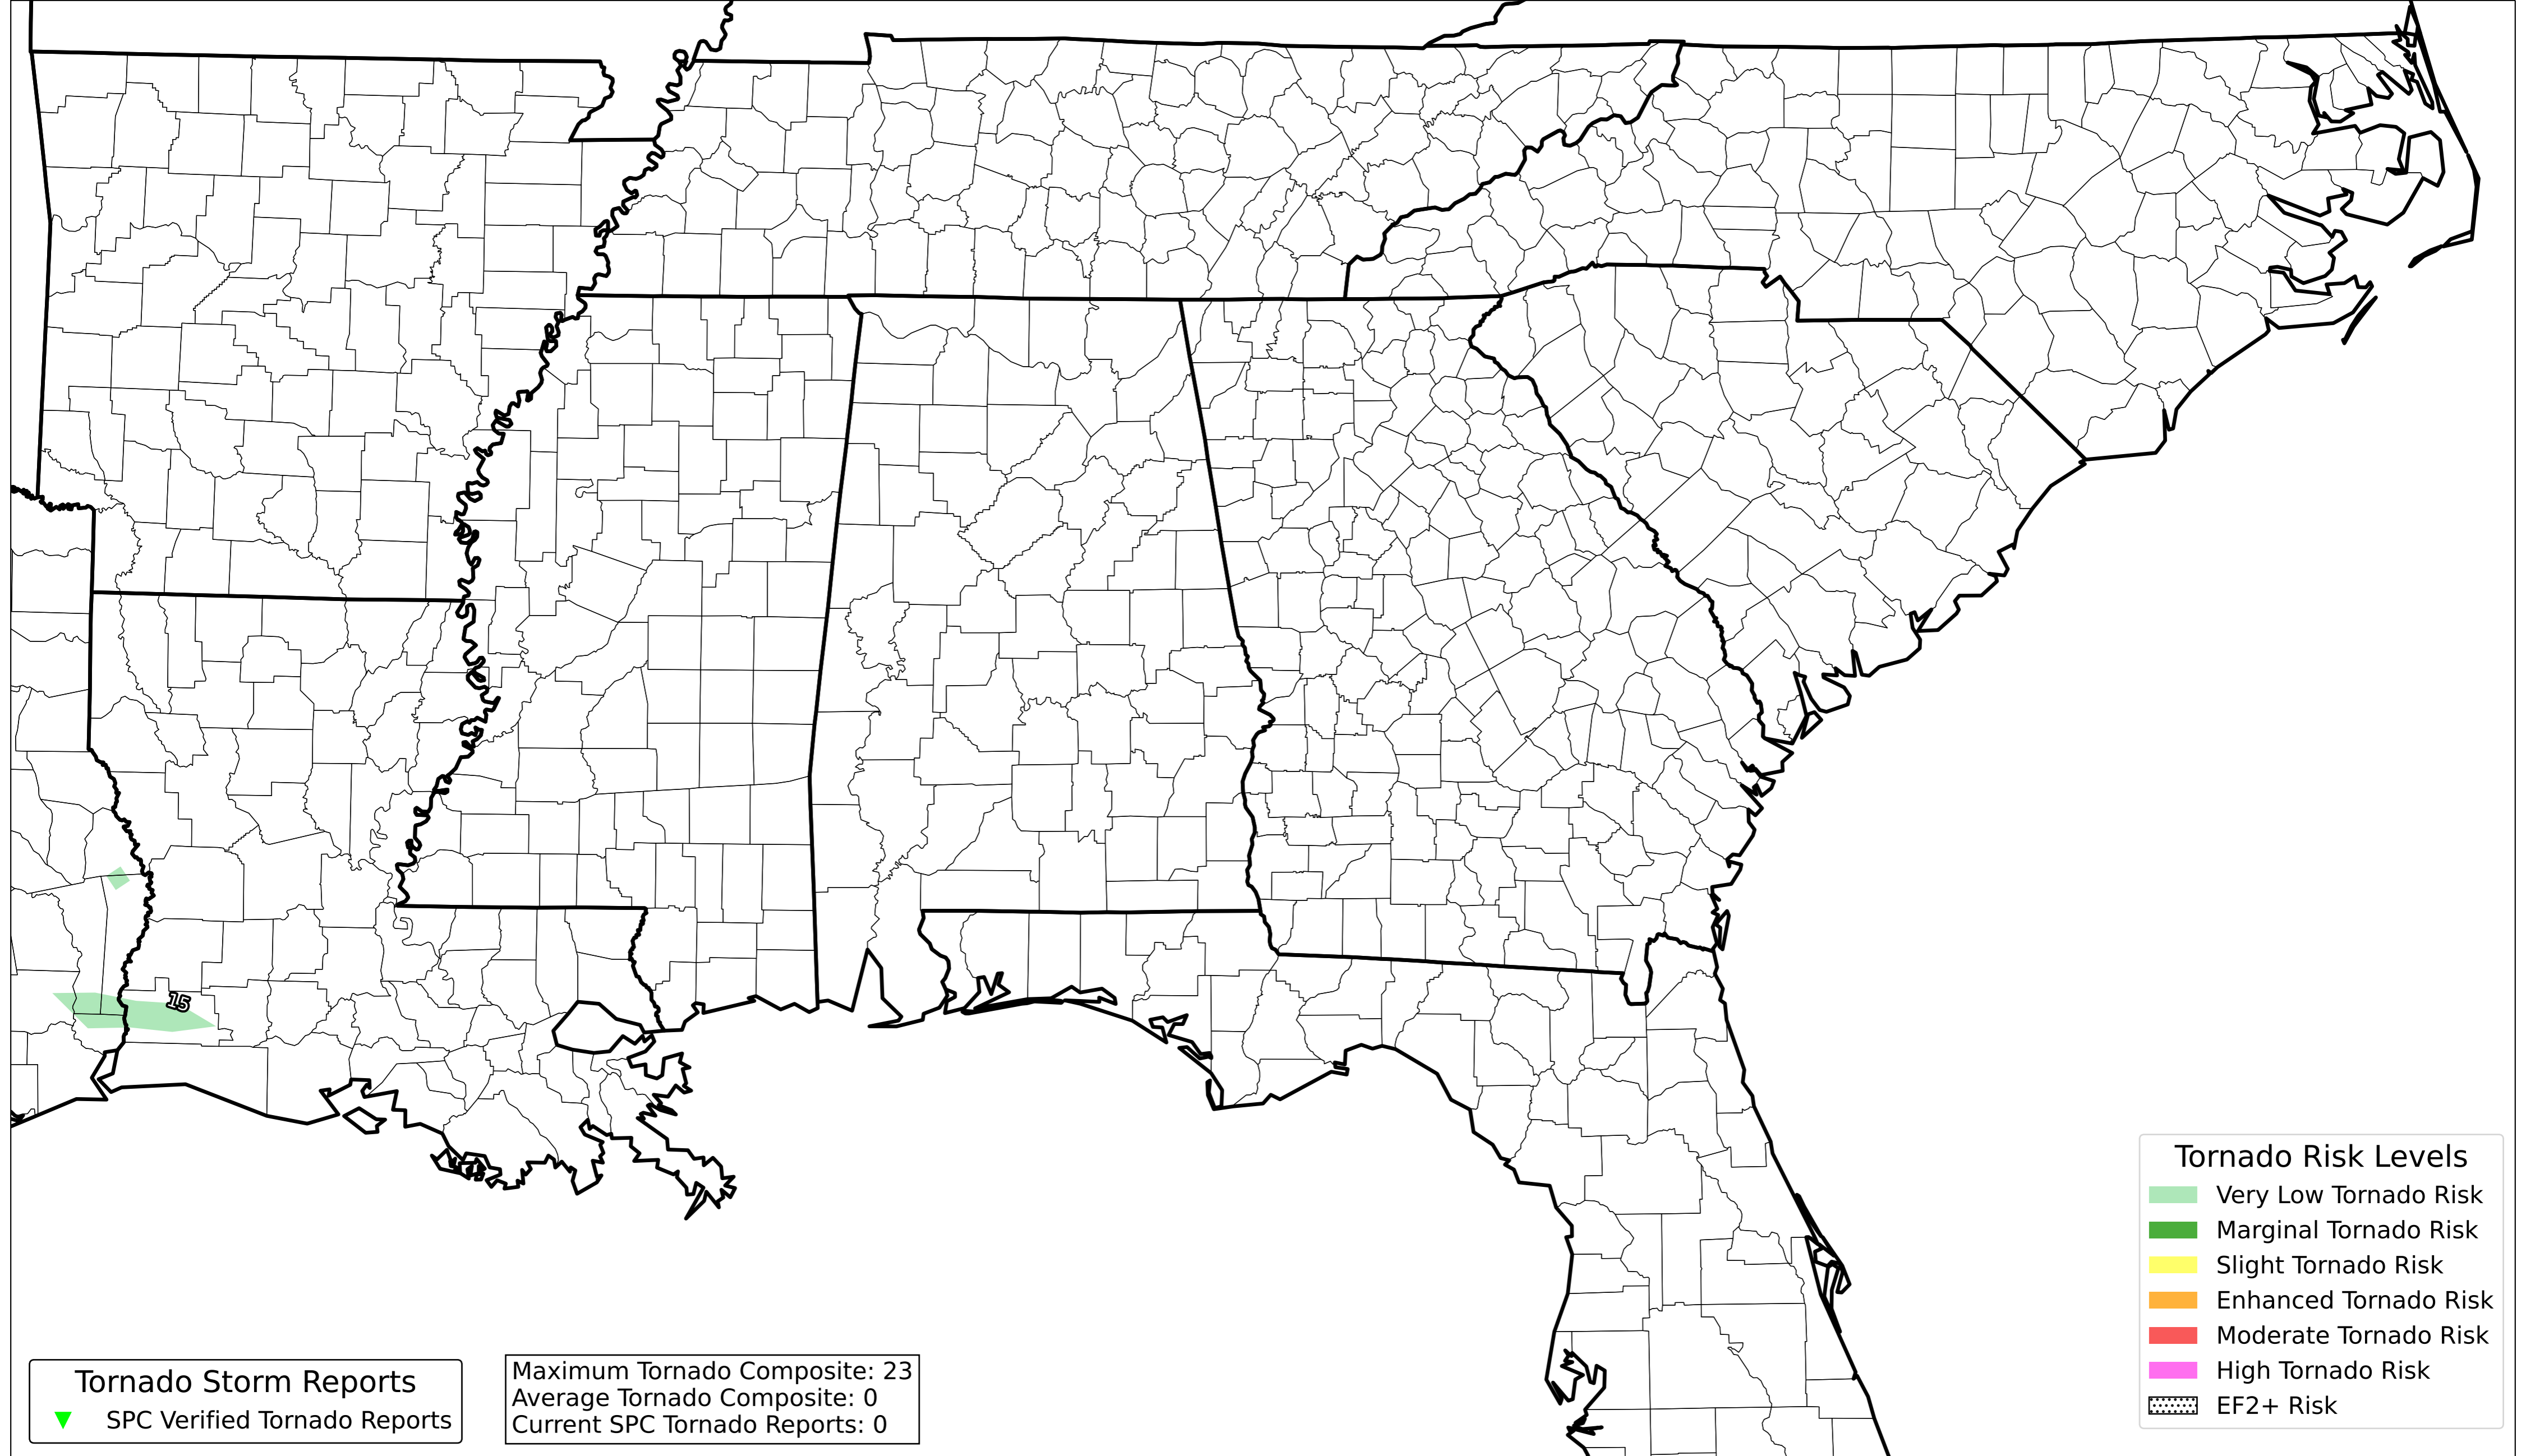 15
Tornado Risk Levels
Very Low Tornado Risk
Marginal Tornado Risk
Slight Tornado Risk
Enhanced Tornado Risk
Moderate Tornado Risk
High Tornado Risk
EF2+ Risk
Tornado Storm Reports
SPC Verified Tornado Reports
Maximum Tornado Composite: 23
Average Tornado Composite: 0
Current SPC Tornado Reports: 0